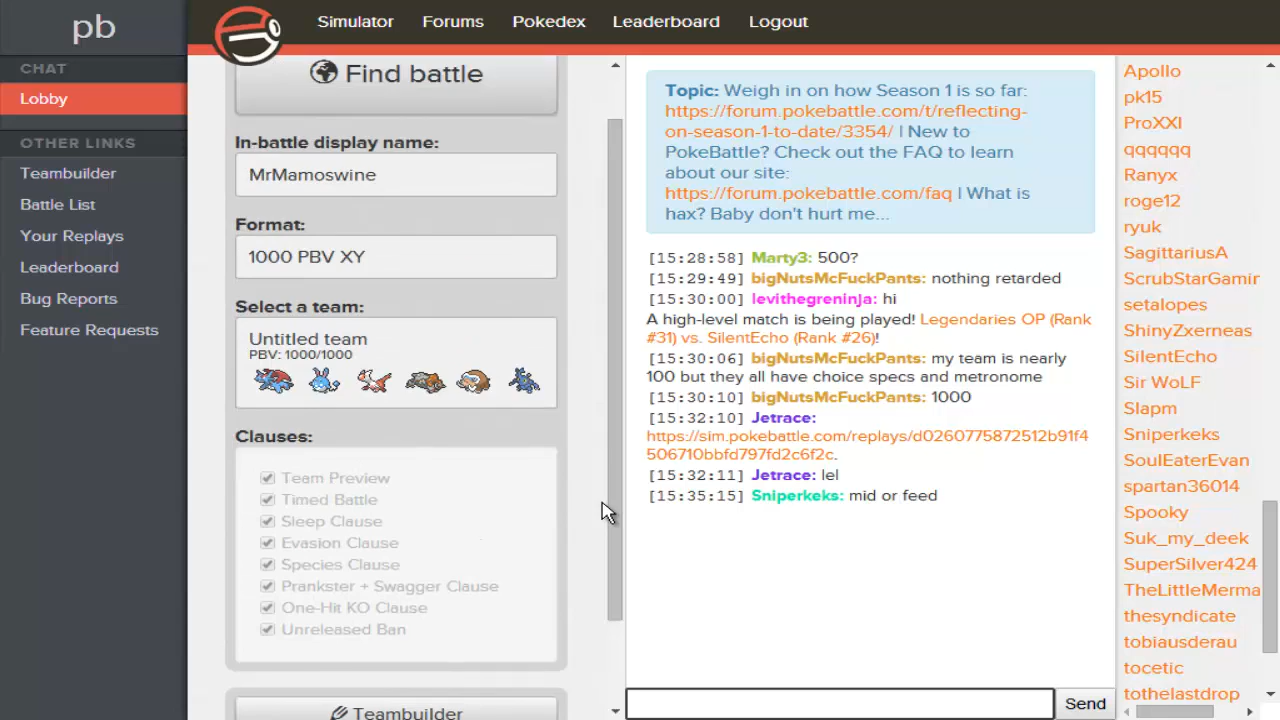 pb
Simulator Forums Pokedex Leaderboard Logout
CHAT
Lobby
OTHER LINKS
Teambuilder
Battle List
Your Replays
Leaderboard
Bug Reports
Feature Requests
Find battle
In-battle display name:
MrMamoswine
Format:
1000 PBV XY
Select a team:
Untitled team
PBV: 1000/1000
Clauses:
Team Preview
Timed Battle
Sleep Clause
Evasion Clause
Species Clause
Prankster + Swagger Clause
One-Hit KO Clause
Unreleased Ban
Teambuilder
Topic: Weigh in on how Season 1 is so far:
https://forum.pokebattle.com/t/reflecting-
on-season-1-to-date/3354/ | New to
PokeBattle? Check out the FAQ to learn
about our site:
https://forum.pokebattle.com/faq | What is
hax? Baby don't hurt me...
[15:28:58] Marty3: 500?
[15:29:49] bigNutsMcFuckPants: nothing retarded
[15:30:00] levithegreninja: hi
A high-level match is being played! Legendaries OP (Rank
#31) vs. SilentEcho (Rank #26)!
[15:30:06] bigNutsMcFuckPants: my team is nearly
100 but they all have choice specs and metronome
[15:30:10] bigNutsMcFuckPants: 1000
[15:32:10] Jetrace:
https://sim.pokebattle.com/replays/d0260775872512b91f4
506710bbfd797fd2c6f2c.
[15:32:11] Jetrace: lel
[15:35:15] Sniperkeks: mid or feed
Send
Apollo
pk15
ProXXI
qqqqqq
Ranyx
roge12
ryuk
SagittariusA
ScrubStarGamin
setalopes
ShinyZxerneas
SilentEcho
Sir WoLF
Slapm
Sniperkeks
SoulEaterEvan
spartan36014
Spooky
Suk_my_deek
SuperSilver424
TheLittleMerma
thesyndicate
tobiausderau
tocetic
tothelastdrop